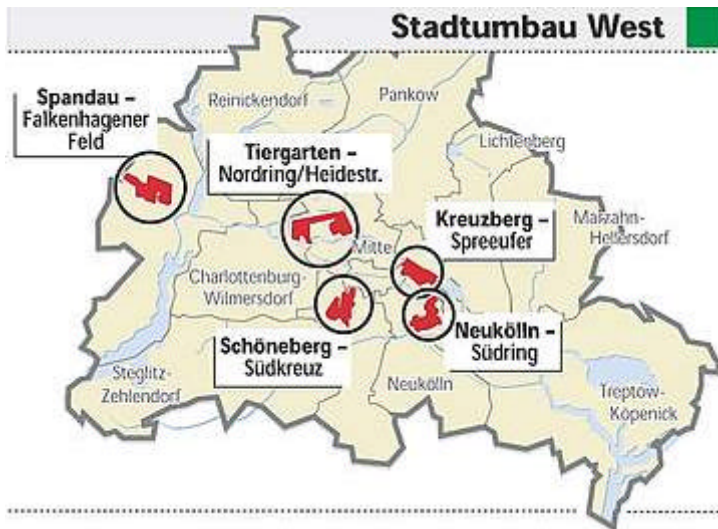 Stadtumbau West
Spandau –
Falkenhagener
Feld
Reinickendorf
Pankow
Lichtenberg
Tiergarten –
Nordring/Heidestr.
Kreuzberg –
Spreeufer
Marzahn-
Hellersdorf
Mitte
Charlottenburg-
Wilmersdorf
Schöneberg –
Südkreuz
Neukölln –
Südring
Steglitz-
Zehlendorf
Neukölln
Treptow-
Köpenick